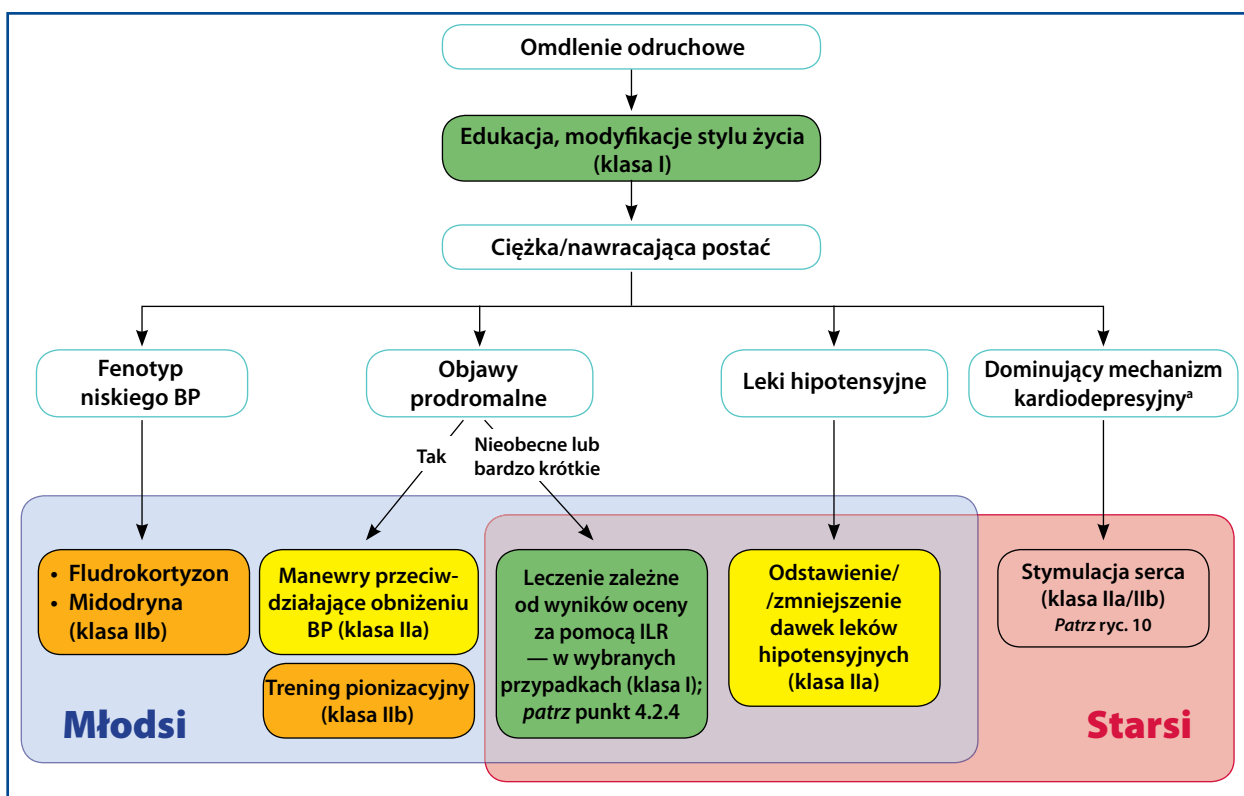 Omdlenie odruchowe
Edukacja, modyfikacje stylu życia
(klasa I)
Ciężka/nawracająca postać
Fenotyp
niskiego BP
Objawy
prodromalne
Leki hipotensyjne
Dominujący mechanizm
kardiodepresyjnyᵃ
Tak
Nieobecne lub
bardzo krótkie
• Fludrokortyzon
• Midodryna
(klasa IIb)
Manewry przeciw-
działające obniżeniu
BP (klasa IIa)
Trening pionizacyjny
(klasa IIb)
Leczenie zależne
od wyników oceny
za pomocą ILR
— w wybranych
przypadkach (klasa I);
patrz punkt 4.2.4
Odstawienie/
/zmniejszenie
dawek leków
hipotensyjnych
(klasa IIa)
Stymulacja serca
(klasa IIa/IIb)
Patrz ryc. 10
Młodsi
Starsi